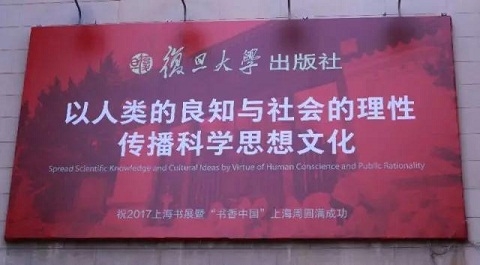 復旦大學 出版社
以人类的良知与社会的理性
传播科学思想文化
Spread Scientific Knowledge and Cultural Ideas by Virtue of Human Conscience and Public Rationality
祝2017上海书展暨“书香中国”上海周圆满成功